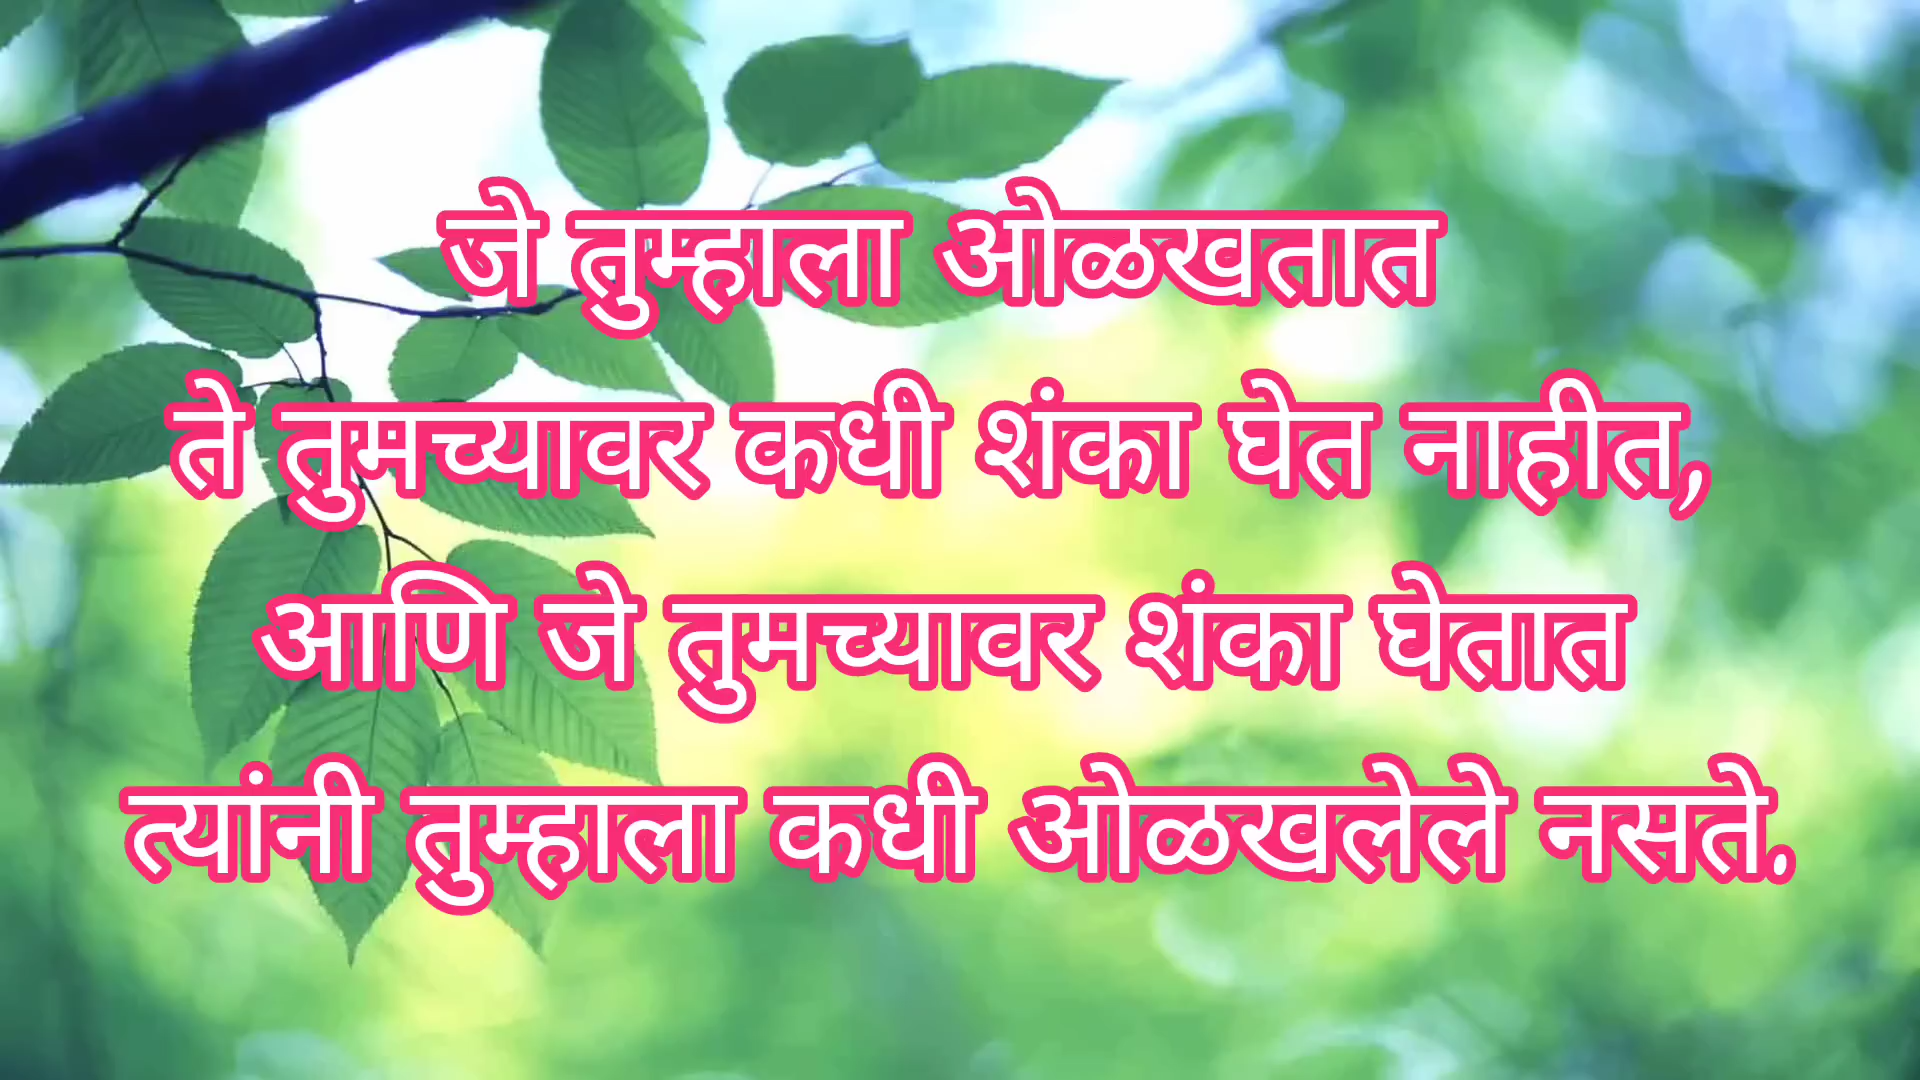 जे तुम्हाला ओळखतात
ते तुमच्यावर कधी शंका घेत नाहीत,
आणि जे तुमच्यावर शंका घेतात
त्यांनी तुम्हाला कधी ओळखलेले नसते.